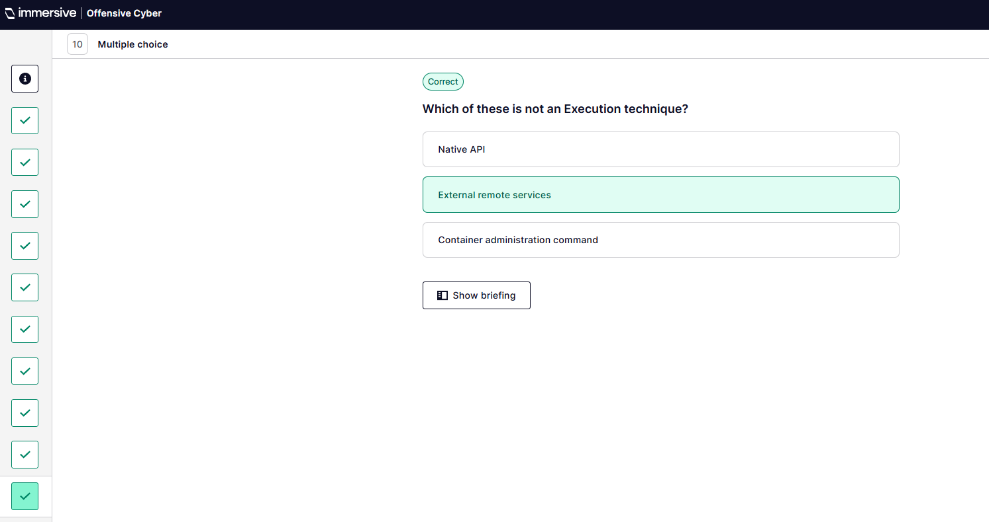 immersive | Offensive Cyber
10 Multiple choice
Correct
Which of these is not an Execution technique?
Native API
External remote services
Container administration command
Show briefing